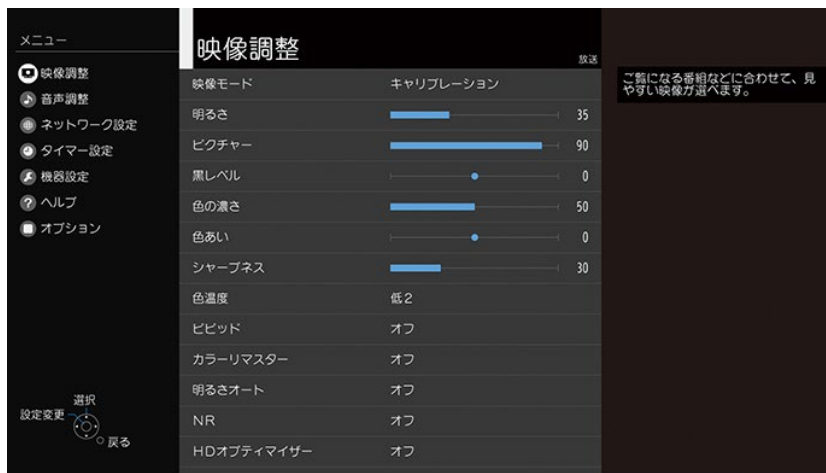 メニュー
映像調整
音声調整
ネットワーク設定
タイマー設定
機器設定
ヘルプ
オプション
選択
設定変更
戻る
映像調整
放送
映像モード キャリブレーション
明るさ 35
ピクチャー 90
黒レベル 0
色の濃さ 50
色あい 0
シャープネス 30
色温度 低2
ビビッド オフ
カラーリマスター オフ
明るさオート オフ
NR オフ
HDオプティマイザー オフ
ご覧になる番組などに合わせて、見
やすい映像が選べます。